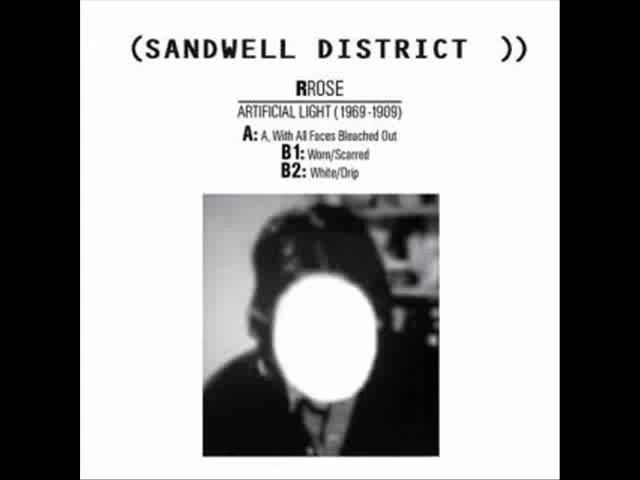 (SANDWELL DISTRICT ))
RROSE
ARTIFICIAL LIGHT (1969-1909)
A: A, With All Faces Bleached Out
B1: Worn/Scarred
B2: White/Drip